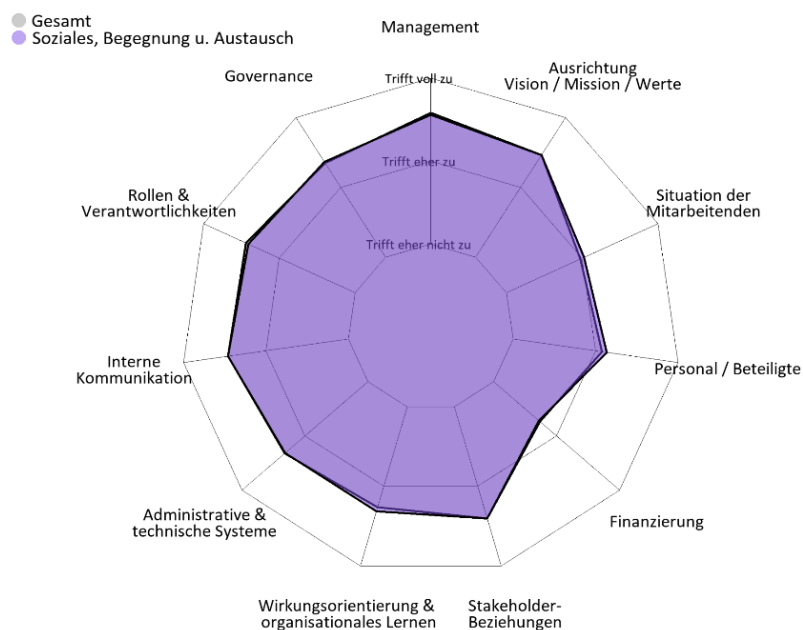 Gesamt
Soziales, Begegnung u. Austausch
Management
Ausrichtung
Vision / Mission / Werte
Situation der
Mitarbeitenden
Personal / Beteiligte
Finanzierung
Stakeholder-
Beziehungen
Wirkungsorientierung &
organisationales Lernen
Administrative &
technische Systeme
Interne
Kommunikation
Rollen &
Verantwortlichkeiten
Governance
Trifft voll zu
Trifft eher zu
Trifft eher nicht zu